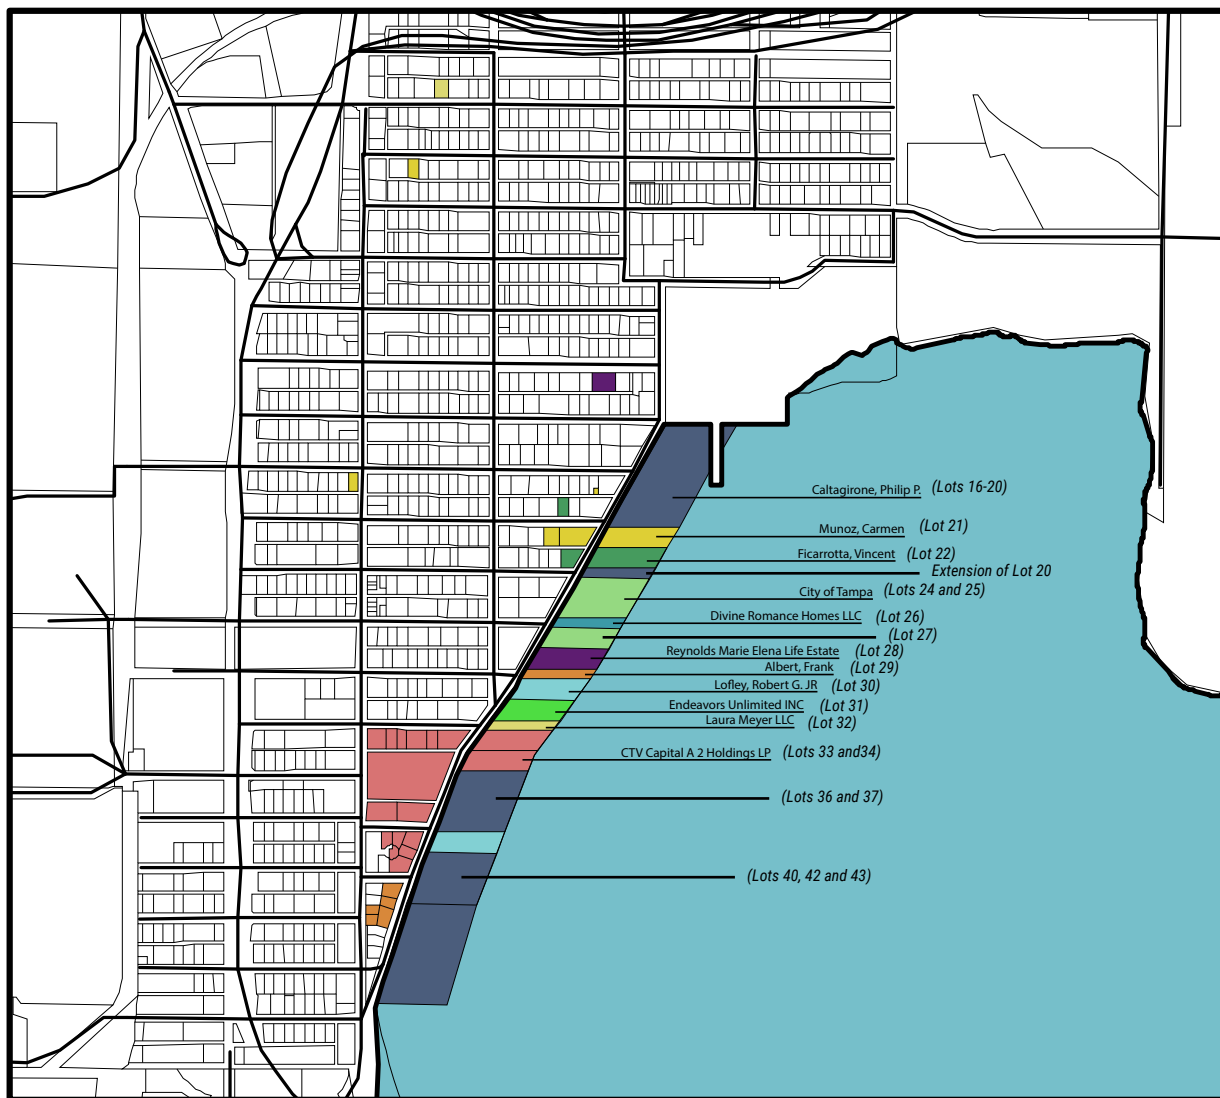 Caltagirone, Philip P. (Lots 16-20)
Munoz, Carmen (Lot 21)
Ficarrotta, Vincent (Lot 22)
Extension of Lot 20
City of Tampa (Lots 24 and 25)
Divine Romance Homes LLC (Lot 26)
(Lot 27)
Reynolds Marie Elena Life Estate (Lot 28)
Albert, Frank (Lot 29)
Lofley, Robert G. JR (Lot 30)
Endeavors Unlimited INC (Lot 31)
Laura Meyer LLC (Lot 32)
CTV Capital A 2 Holdings LP (Lots 33 and34)
(Lots 36 and 37)
(Lots 40, 42 and 43)